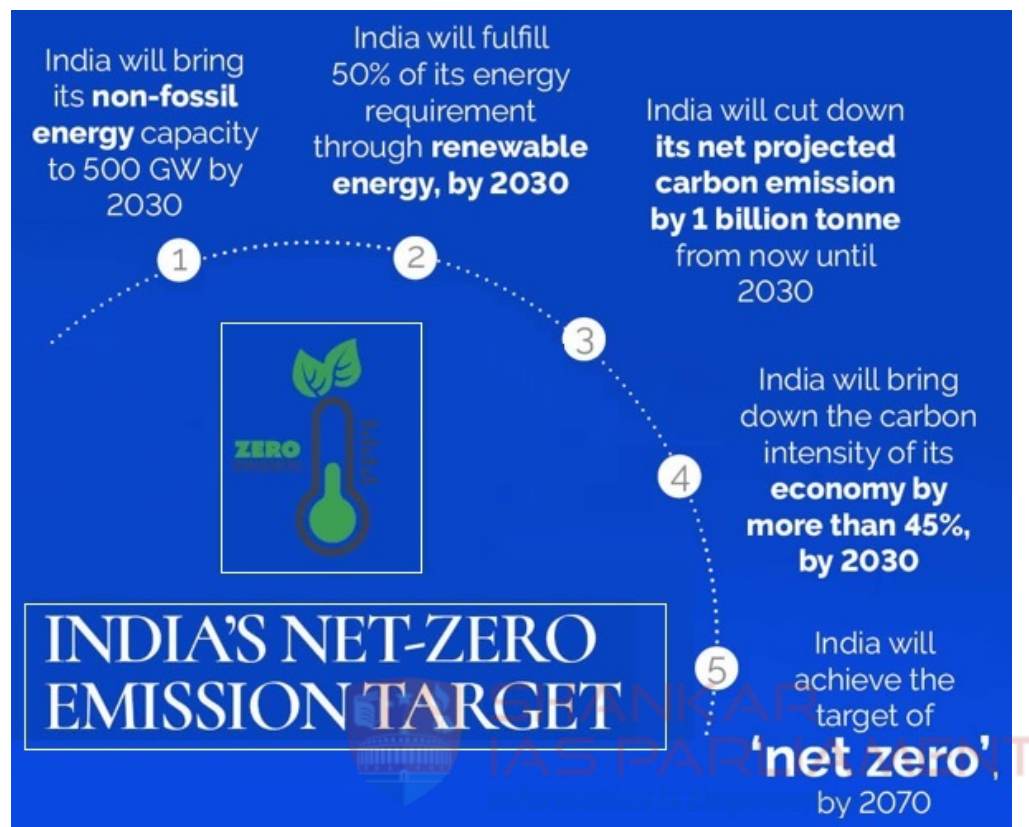 India will bring
its non-fossil
energy capacity
to 500 GW by
2030
1
India will fulfill
50% of its energy
requirement
through renewable
energy, by 2030
2
India will cut down
its net projected
carbon emission
by 1 billion tonne
from now until
2030
3
India will bring
down the carbon
intensity of its
economy by
more than 45%,
by 2030
4
India will
achieve the
target of
‘net zero’,
by 2070
5
ZERO
INDIA'S NET-ZERO
EMISSION TARGET
SHANKAR
IAS PARLIAMENT